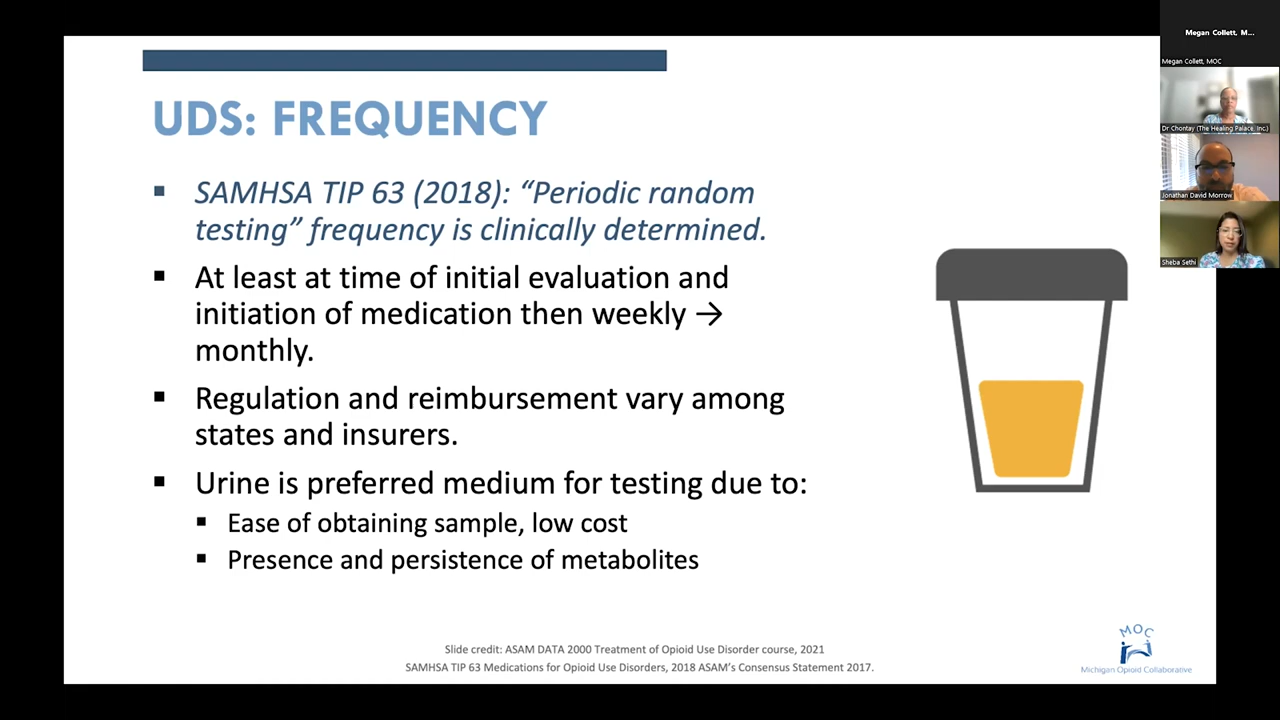 UDS: FREQUENCY
▪ SAMHSA TIP 63 (2018): “Periodic random
testing” frequency is clinically determined.
▪ At least at time of initial evaluation and
initiation of medication then weekly →
monthly.
▪ Regulation and reimbursement vary among
states and insurers.
▪ Urine is preferred medium for testing due to:
▪ Ease of obtaining sample, low cost
▪ Presence and persistence of metabolites
Slide credit: ASAM DATA 2000 Treatment of Opioid Use Disorder course, 2021
SAMHSA TIP 63 Medications for Opioid Use Disorders, 2018 ASAM’s Consensus Statement 2017.
MOC
Michigan Opioid Collaborative
Megan Collett, M...
Megan Collett, MOC
Dr Chontay (The Healing Palace, Inc.)
Jonathan David Morrow
Sheba Sethi